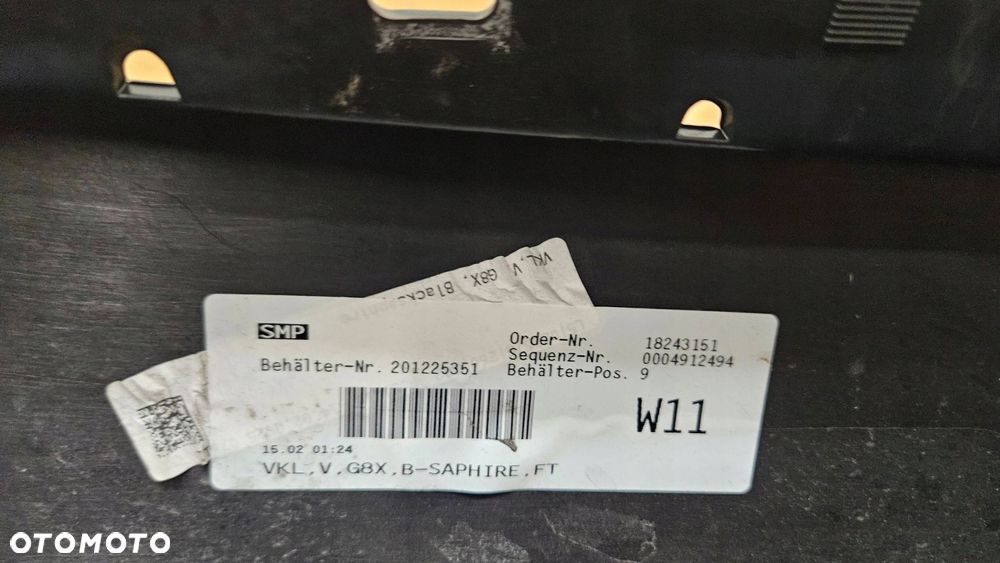 VKL, V G8X, Blacks
SMP
Order-Nr. 18243151
Sequenz-Nr. 0004912494
Behälter-Nr. 201225351
Behälter-Pos. 9
W11
15.02 01:24
VKL,V,G8X,B-SAPHIRE,FT
OTOMOTO